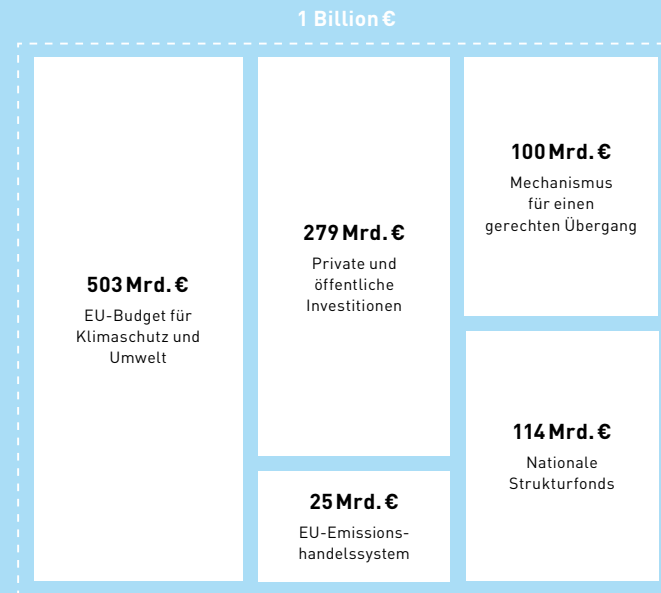 1 Billion €
503 Mrd. €
EU-Budget für
Klimaschutz und
Umwelt
279 Mrd. €
Private und
öffentliche
Investitionen
25 Mrd. €
EU-Emissions-
handelssystem
100 Mrd. €
Mechanismus
für einen
gerechten Übergang
114 Mrd. €
Nationale
Strukturfonds